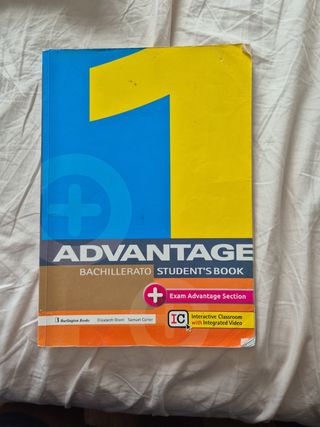 1
ADVANTAGE
BACHILLERATO STUDENT'S BOOK
+ Exam Advantage Section
Burlington Books Elizabeth Grant Samuel Carter
IC Interactive Classroom
with Integrated Video